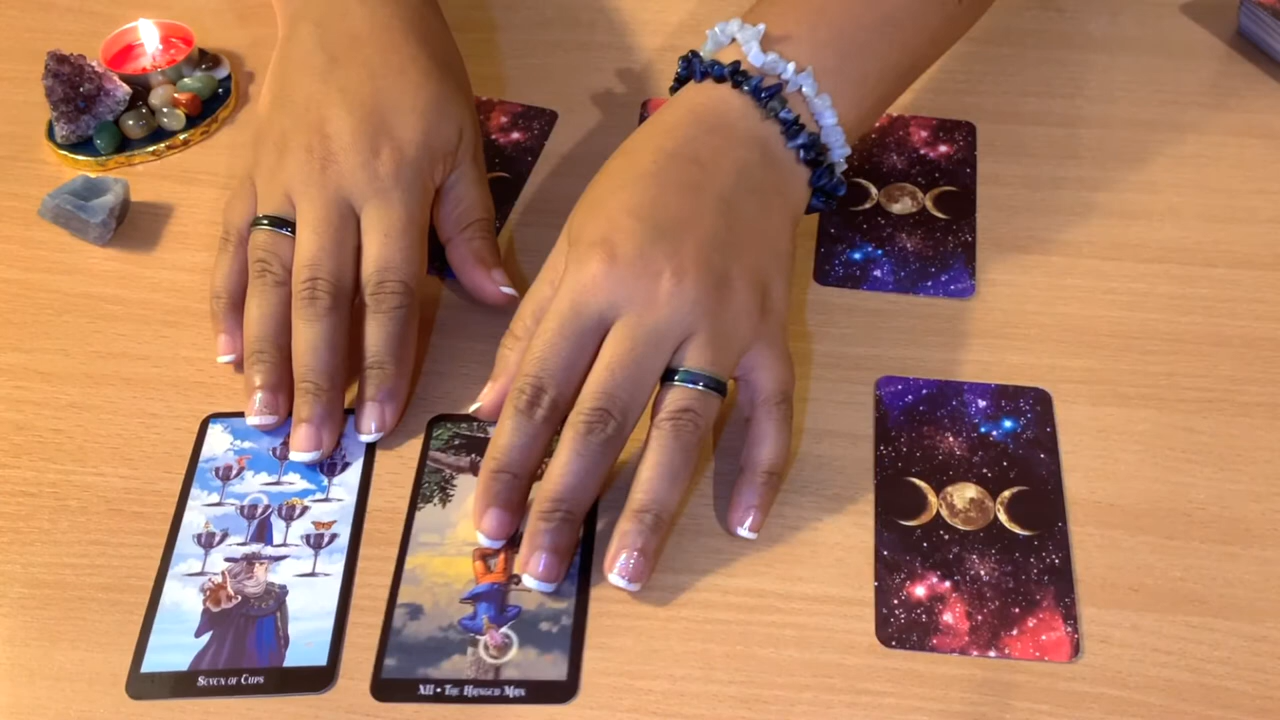 Seven of Cups
XII • The Hanged Man